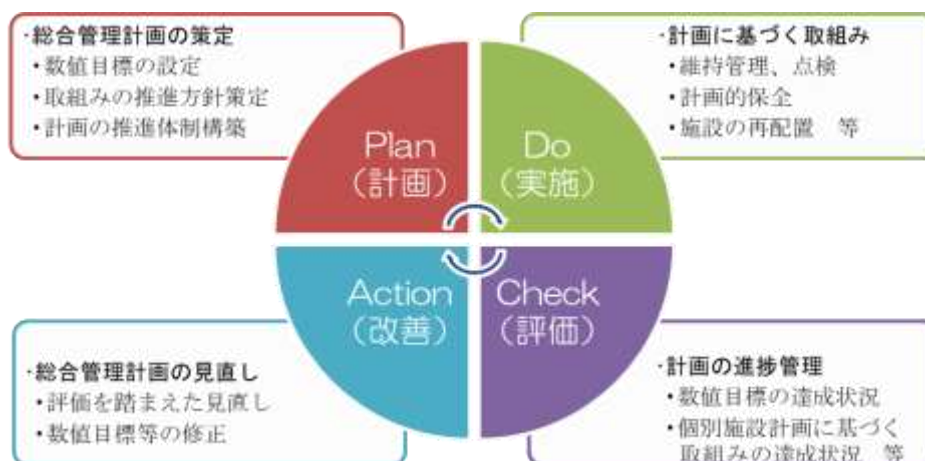 ・総合管理計画の策定
・数値目標の設定
・取組みの推進方針策定
・計画の推進体制構築
・計画に基づく取組み
・維持管理、点検
・計画的保全
・施設の再配置　等
Plan
（計画）
Do
（実施）
Action
（改善）
Check
（評価）
・総合管理計画の見直し
・評価を踏まえた見直し
・数値目標等の修正
・計画の進捗管理
・数値目標の達成状況
・個別施設計画に基づく
取組みの達成状況　等